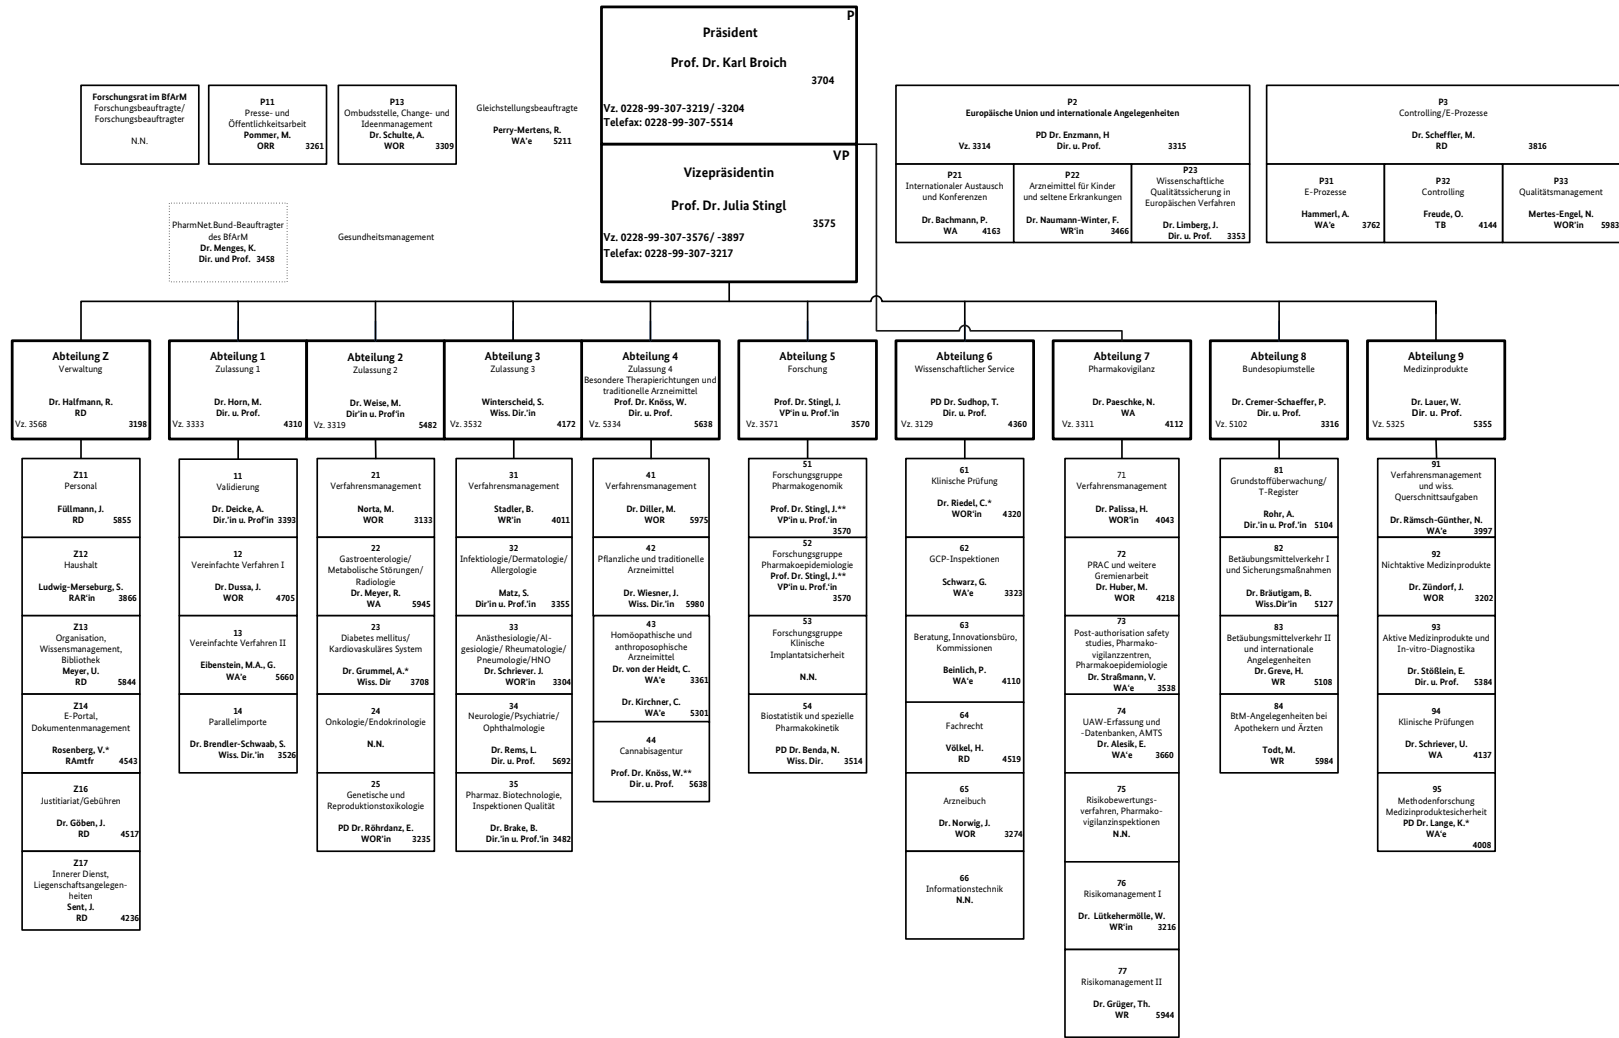 P
Präsident
Prof. Dr. Karl Broich
3704
Vz. 0228-99-307-3219/ -3204
Telefax: 0228-99-307-5514
VP
Vizepräsidentin
Prof. Dr. Julia Stingl
3575
Vz. 0228-99-307-3576/ -3897
Telefax: 0228-99-307-3217
Forschungsrat im BfArM
Forschungsbeauftragte/
Forschungsbeauftragter
N.N.
P11
Presse- und
Öffentlichkeitsarbeit
Pommer, M.
ORR 3261
P13
Ombudsstelle, Change- und
Ideenmanagement
Dr. Schulte, A.
WOR 3309
Gleichstellungsbeauftragte
Perry-Mertens, R.
WA'e 5211
PharmNet.Bund-Beauftragter
des BfArM
Dr. Menges, K.
Dir. und Prof. 3458
Gesundheitsmanagement
P2
Europäische Union und internationale Angelegenheiten
PD Dr. Enzmann, H
Vz. 3314 Dir. u. Prof. 3315
P21
Internationaler Austausch
und Konferenzen
Dr. Bachmann, P.
WA 4163
P22
Arzneimittel für Kinder
und seltene Erkrankungen
Dr. Naumann-Winter, F.
WR'in 3466
P23
Wissenschaftliche
Qualitätssicherung in
Europäischen Verfahren
Dr. Limberg, J.
Dir. u. Prof. 3353
P3
Controlling/E-Prozesse
Dr. Scheffler, M.
RD 3816
P31
E-Prozesse
Hammerl, A.
WA'e 3762
P32
Controlling
Freude, O.
TB 4144
P33
Qualitätsmanagement
Mertes-Engel, N.
WOR'in 5983
Abteilung Z
Verwaltung
Dr. Halfmann, R.
RD
Vz. 3568 3198
Z11
Personal
Füllmann, J.
RD 5855
Z12
Haushalt
Ludwig-Merseburg, S.
RAR'in 3866
Z13
Organisation,
Wissensmanagement,
Bibliothek
Meyer, U.
RD 5844
Z14
E-Portal,
Dokumentenmanagement
Rosenberg, V.*
RAmtfr 4543
Z16
Justitiariat/Gebühren
Dr. Göben, J.
RD 4517
Z17
Innerer Dienst,
Liegenschaftsangelegen-
heiten
Sent, J.
RD 4236
Abteilung 1
Zulassung 1
Dr. Horn, M.
Dir. u. Prof.
Vz. 3333 4310
11
Validierung
Dr. Deicke, A.
Dir.'in u. Prof'in 3393
12
Vereinfachte Verfahren I
Dr. Dussa, J.
WOR 4705
13
Vereinfachte Verfahren II
Eibenstein, M.A., G.
WA'e 5660
14
Parallelimporte
Dr. Brendler-Schwaab, S.
Wiss. Dir.'in 3526
Abteilung 2
Zulassung 2
Dr. Weise, M.
Dir'in u. Prof'in
Vz. 3319 5482
21
Verfahrensmanagement
Norta, M.
WOR 3133
22
Gastroenterologie/
Metabolische Störungen/
Radiologie
Dr. Meyer, R.
WA 5945
23
Diabetes mellitus/
Kardiovaskuläres System
Dr. Grummel, A.*
Wiss. Dir 3708
24
Onkologie/Endokrinologie
N.N.
25
Genetische und
Reproduktionstoxikologie
PD Dr. Röhrdanz, E.
WOR'in 3235
Abteilung 3
Zulassung 3
Winterscheid, S.
Wiss. Dir.'in
Vz. 3532 4172
31
Verfahrensmanagement
Stadler, B.
WR'in 4011
32
Infektiologie/Dermatologie/
Allergologie
Matz, S.
Dir'in u. Prof.'in 3355
33
Anästhesiologie/Al-
gesiologie/ Rheumatologie/
Pneumologie/HNO
Dr. Schriever. J.
WOR'in 3304
34
Neurologie/Psychiatrie/
Ophthalmologie
Dr. Rems, L.
Dir. u. Prof. 5692
35
Pharmaz. Biotechnologie,
Inspektionen Qualität
Dr. Brake, B.
Dir.'in u. Prof.'in 3482
Abteilung 4
Zulassung 4
Besondere Therapierichtungen und
traditionelle Arzneimittel
Prof. Dr. Knöss, W.
Dir. u. Prof.
Vz. 5334 5638
41
Verfahrensmanagement
Dr. Diller, M.
WOR 5975
42
Pflanzliche und traditionelle
Arzneimittel
Dr. Wiesner, J.
Wiss. Dir.'in 5980
43
Homöopathische und
anthroposophische
Arzneimittel
Dr. von der Heidt, C.
WA'e 3361
Dr. Kirchner, C.
WA'e 5301
44
Cannabisagentur
Prof. Dr. Knöss, W.**
Dir. u. Prof. 5638
Abteilung 5
Forschung
Prof. Dr. Stingl, J.
VP'in u. Prof.'in
Vz. 3571 3570
51
Forschungsgruppe
Pharmakogenomik
Prof. Dr. Stingl, J.**
VP'in u. Prof.'in
3570
52
Forschungsgruppe
Pharmakoepidemiologie
Prof. Dr. Stingl, J.**
VP'in u. Prof.'in
3570
53
Forschungsgruppe
Klinische
Implantatsicherheit
N.N.
54
Biostatistik und spezielle
Pharmakokinetik
PD Dr. Benda, N.
Wiss. Dir. 3514
Abteilung 6
Wissenschaftlicher Service
PD Dr. Sudhop, T.
Dir. u. Prof.
Vz. 3129 4360
61
Klinische Prüfung
Dr. Riedel, C.*
WOR'in 4320
62
GCP-Inspektionen
Schwarz, G.
WA'e 3323
63
Beratung, Innovationsbüro,
Kommissionen
Beinlich, P.
WA'e 4110
64
Fachrecht
Völkel, H.
RD 4519
65
Arzneibuch
Dr. Norwig, J.
WOR 3274
66
Informationstechnik
N.N.
Abteilung 7
Pharmakovigilanz
Dr. Paeschke, N.
WA
Vz. 3311 4112
71
Verfahrensmanagement
Dr. Palissa, H.
WOR'in 4043
72
PRAC und weitere
Gremienarbeit
Dr. Huber, M.
WOR 4218
73
Post-authorisation safety
studies, Pharmako-
vigilanzzentren,
Pharmakoepidemiologie
Dr. Straßmann, V.
WA'e 3538
74
UAW-Erfassung und
-Datenbanken, AMTS
Dr. Alesik, E.
WA'e 3660
75
Risikobewertungs-
verfahren, Pharmako-
vigilanzinspektionen
N.N.
76
Risikomanagement I
Dr. Lütkehermölle, W.
WR'in 3216
77
Risikomanagement II
Dr. Grüger, Th.
WR 5944
Abteilung 8
Bundesopiumstelle
Dr. Cremer-Schaeffer, P.
Dir. u. Prof.
Vz. 5102 3316
81
Grundstoffüberwachung/
T-Register
Rohr, A.
Dir.'in u. Prof.'in 5104
82
Betäubungsmittelverkehr I
und Sicherungsmaßnahmen
Dr. Bräutigam, B.
Wiss.Dir'in 5127
83
Betäubungsmittelverkehr II
und internationale
Angelegenheiten
Dr. Greve, H.
WR 5108
84
BtM-Angelegenheiten bei
Apothekern und Ärzten
Todt, M.
WR 5984
Abteilung 9
Medizinprodukte
Dr. Lauer, W.
Dir. u. Prof.
Vz. 5325 5355
91
Verfahrensmanagement
und wiss.
Querschnittsaufgaben
Dr. Rämsch-Günther, N.
WA'e 3997
92
Nichtaktive Medizinprodukte
Dr. Zündorf, J.
WOR 3202
93
Aktive Medizinprodukte und
In-vitro-Diagnostika
Dr. Stößlein, E.
Dir. u. Prof. 5384
94
Klinische Prüfungen
Dr. Schriever, U.
WA 4137
95
Methodenforschung
Medizinproduktesicherheit
PD Dr. Lange, K.*
WA'e
4008